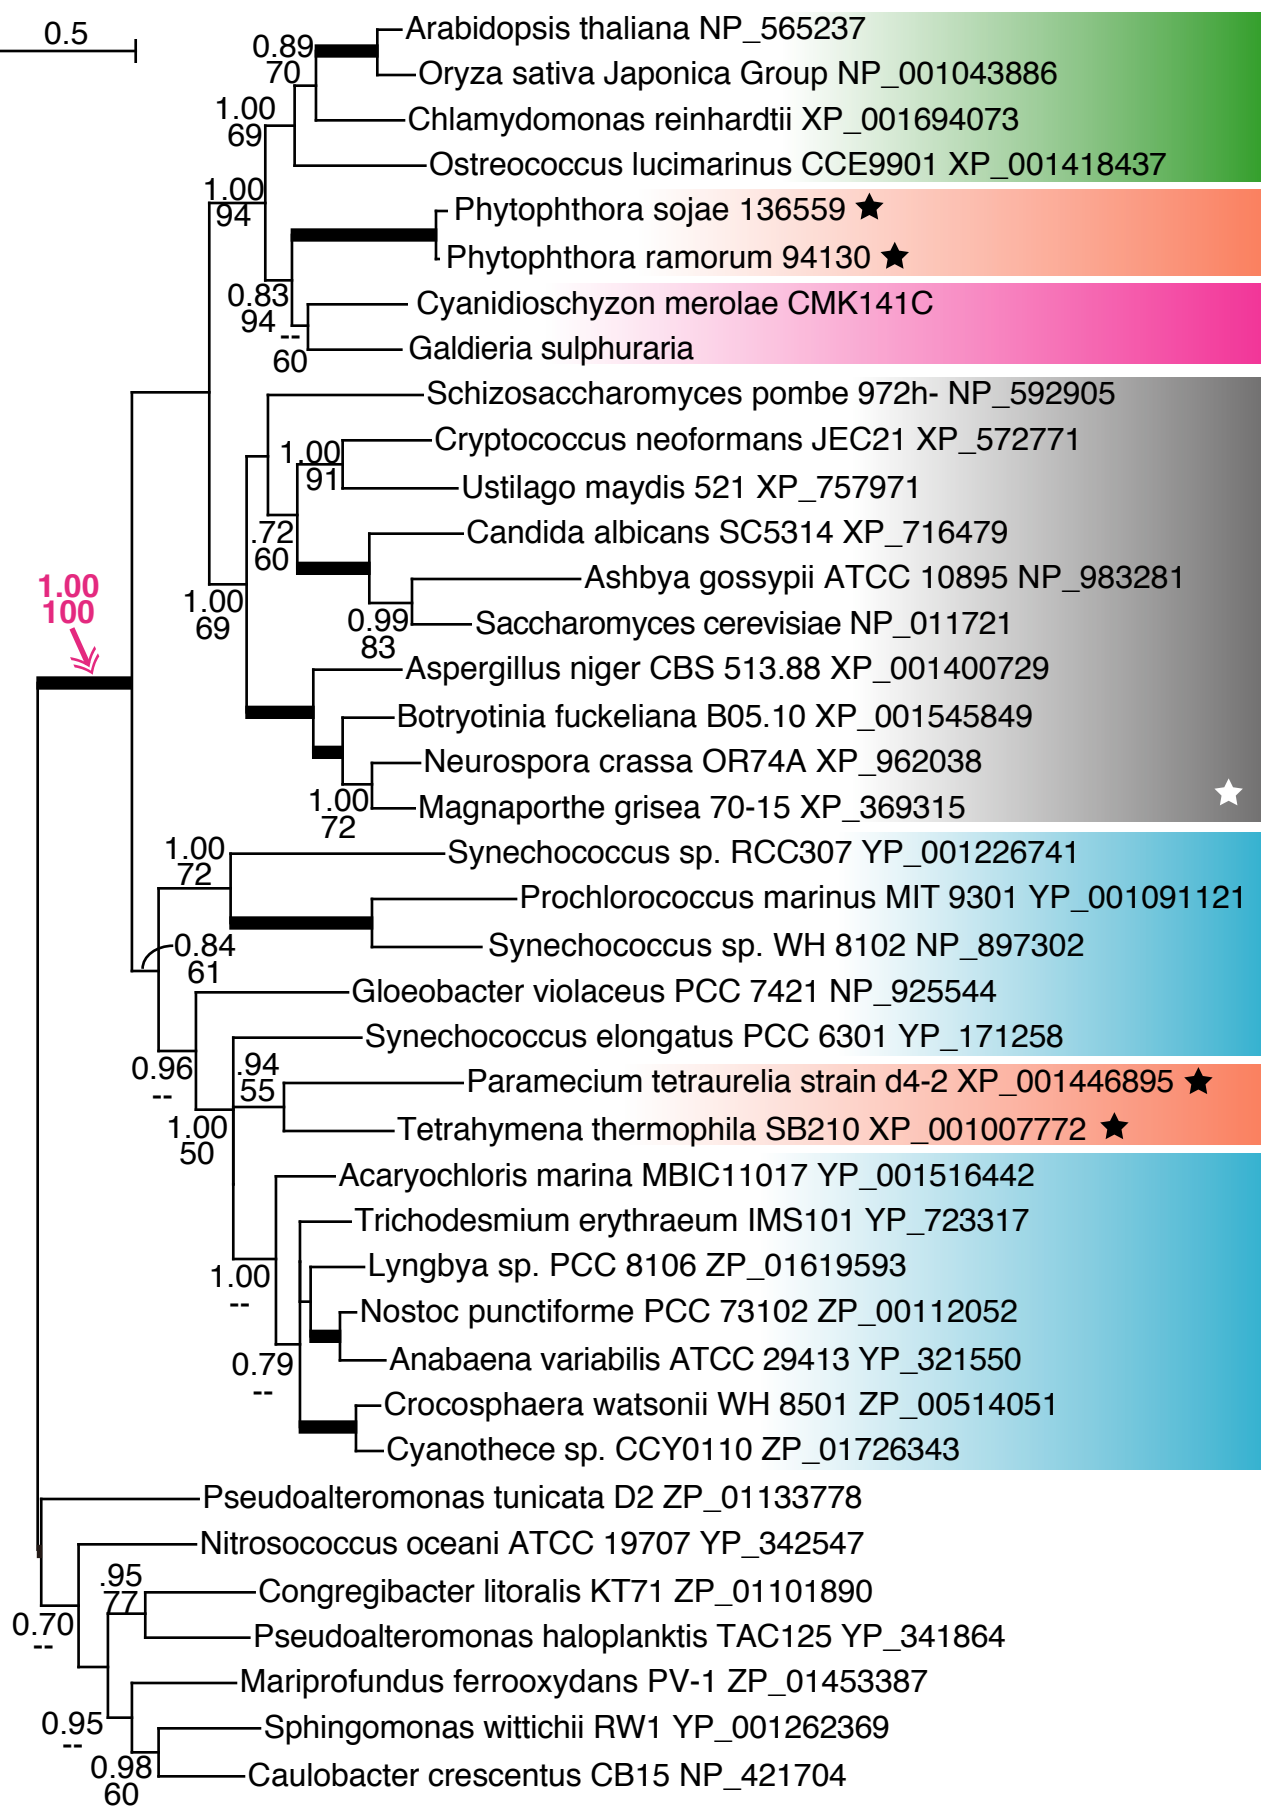 0.5
Arabidopsis thaliana NP_565237
0.89
70
Oryza sativa Japonica Group NP_001043886
1.00
69
Chlamydomonas reinhardtii XP_001694073
Ostreococcus lucimarinus CCE9901 XP_001418437
1.00
94
Phytophthora sojae 136559
Phytophthora ramorum 94130
0.83
94
Cyanidioschyzon merolae CMK141C
--
60
Galdieria sulphuraria
Schizosaccharomyces pombe 972h- NP_592905
Cryptococcus neoformans JEC21 XP_572771
1.00
91
Ustilago maydis 521 XP_757971
.72
60
Candida albicans SC5314 XP_716479
Ashbya gossypii ATCC 10895 NP_983281
1.00
100
1.00
69
0.99
83
Saccharomyces cerevisiae NP_011721
Aspergillus niger CBS 513.88 XP_001400729
Botryotinia fuckeliana B05.10 XP_001545849
Neurospora crassa OR74A XP_962038
1.00
72
Magnaporthe grisea 70-15 XP_369315
1.00
72
Synechococcus sp. RCC307 YP_001226741
Prochlorococcus marinus MIT 9301 YP_001091121
0.84
61
Synechococcus sp. WH 8102 NP_897302
Gloeobacter violaceus PCC 7421 NP_925544
Synechococcus elongatus PCC 6301 YP_171258
0.96
--
.94
55
Paramecium tetraurelia strain d4-2 XP_001446895
1.00
50
Tetrahymena thermophila SB210 XP_001007772
Acaryochloris marina MBIC11017 YP_001516442
Trichodesmium erythraeum IMS101 YP_723317
1.00
--
Lyngbya sp. PCC 8106 ZP_01619593
Nostoc punctiforme PCC 73102 ZP_00112052
0.79
--
Anabaena variabilis ATCC 29413 YP_321550
Crocosphaera watsonii WH 8501 ZP_00514051
Cyanothece sp. CCY0110 ZP_01726343
Pseudoalteromonas tunicata D2 ZP_01133778
Nitrosococcus oceani ATCC 19707 YP_342547
.95
77
Congregibacter litoralis KT71 ZP_01101890
0.70
--
Pseudoalteromonas haloplanktis TAC125 YP_341864
Mariprofundus ferrooxydans PV-1 ZP_01453387
0.95
--
Sphingomonas wittichii RW1 YP_001262369
0.98
60
Caulobacter crescentus CB15 NP_421704